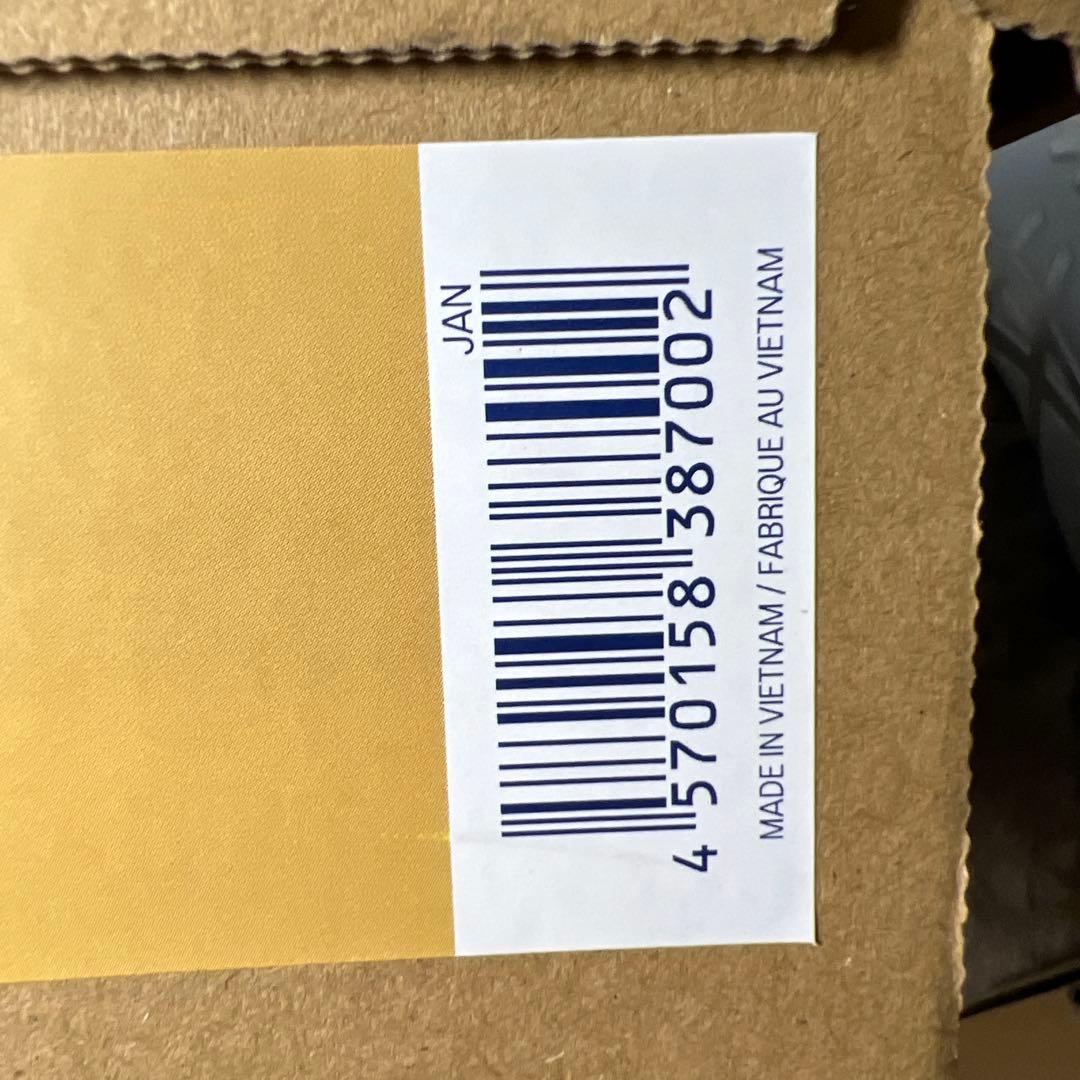 JAN
4 570158 387002
MADE IN VIETNAM / FABRIQUE AU VIETNAM